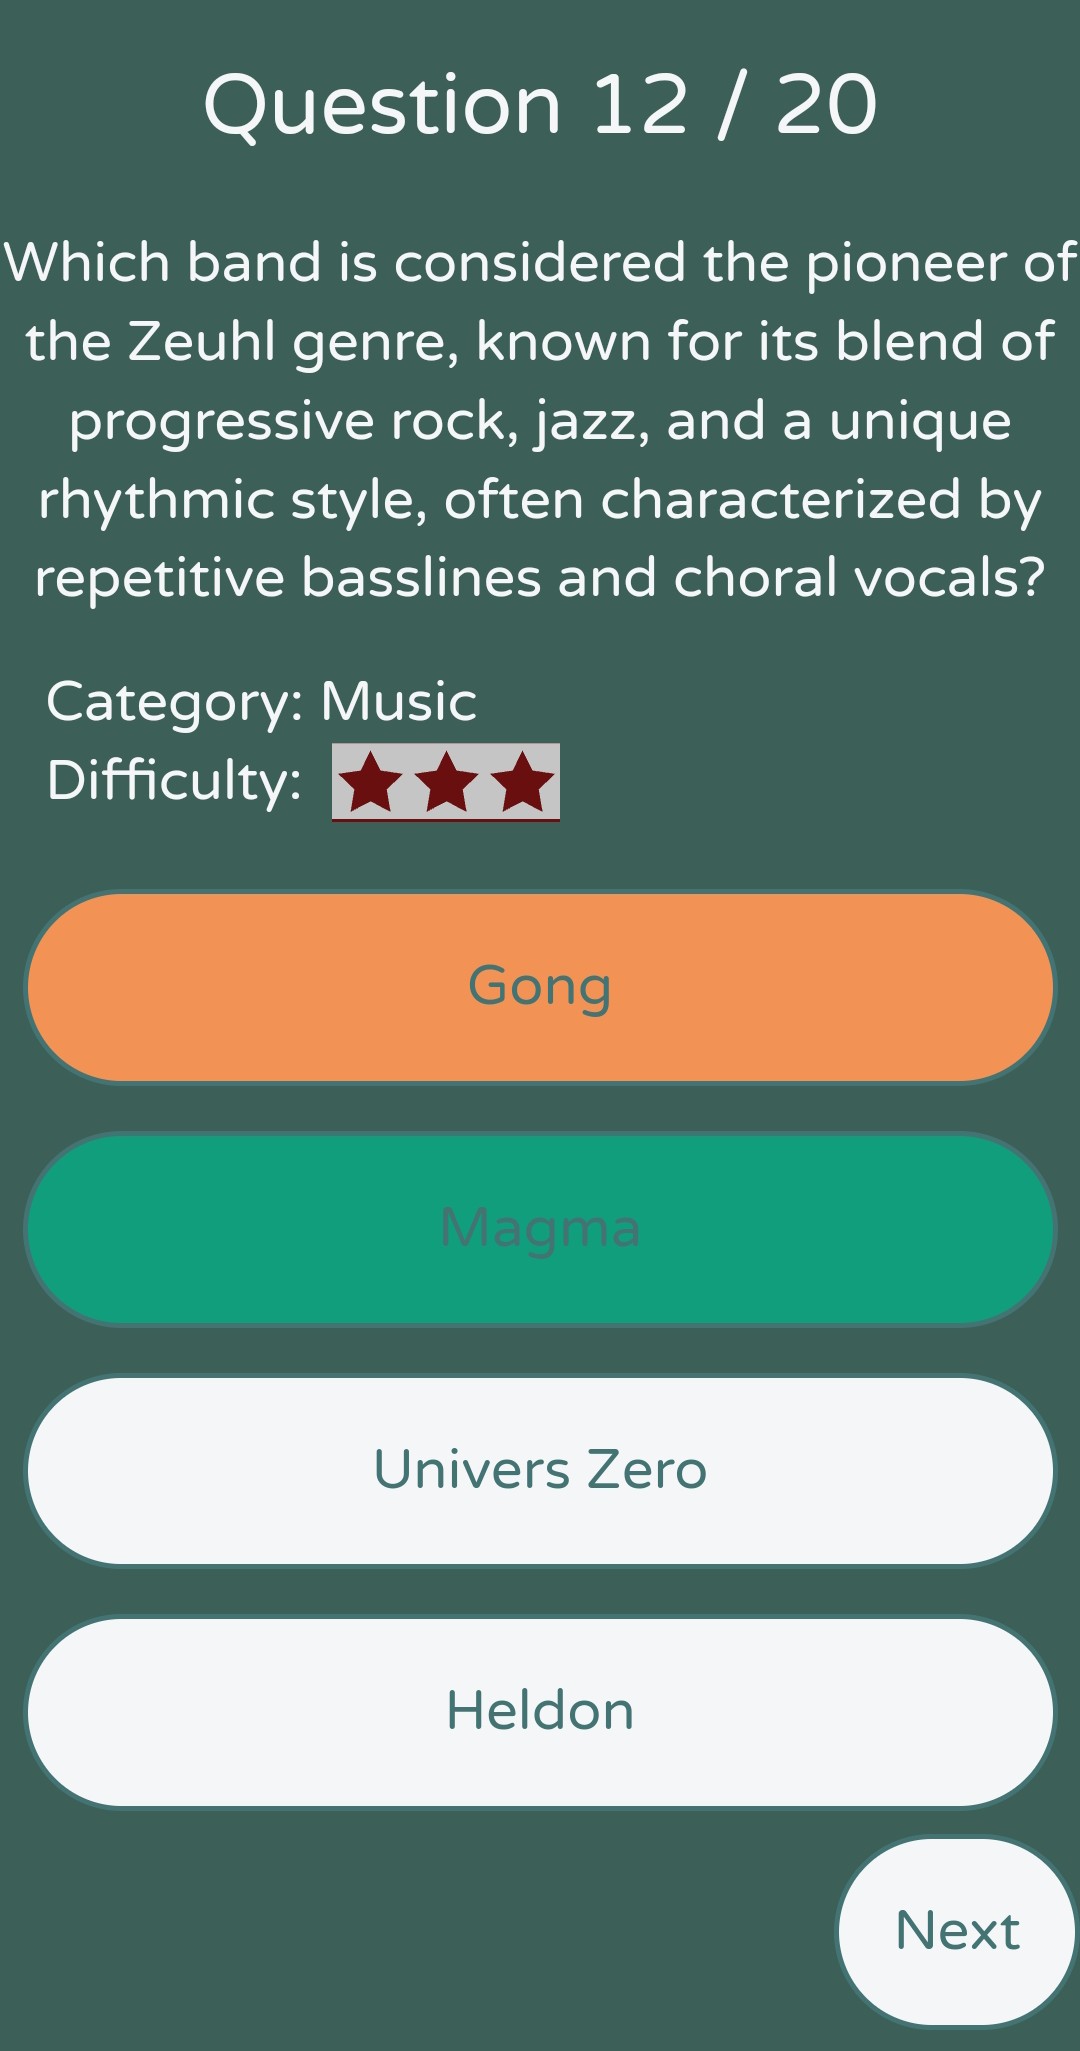 Question 12 / 20
Which band is considered the pioneer of
the Zeuhl genre, known for its blend of
progressive rock, jazz, and a unique
rhythmic style, often characterized by
repetitive basslines and choral vocals?
Category: Music
Difficulty:
Gong
Magma
Univers Zero
Heldon
Next